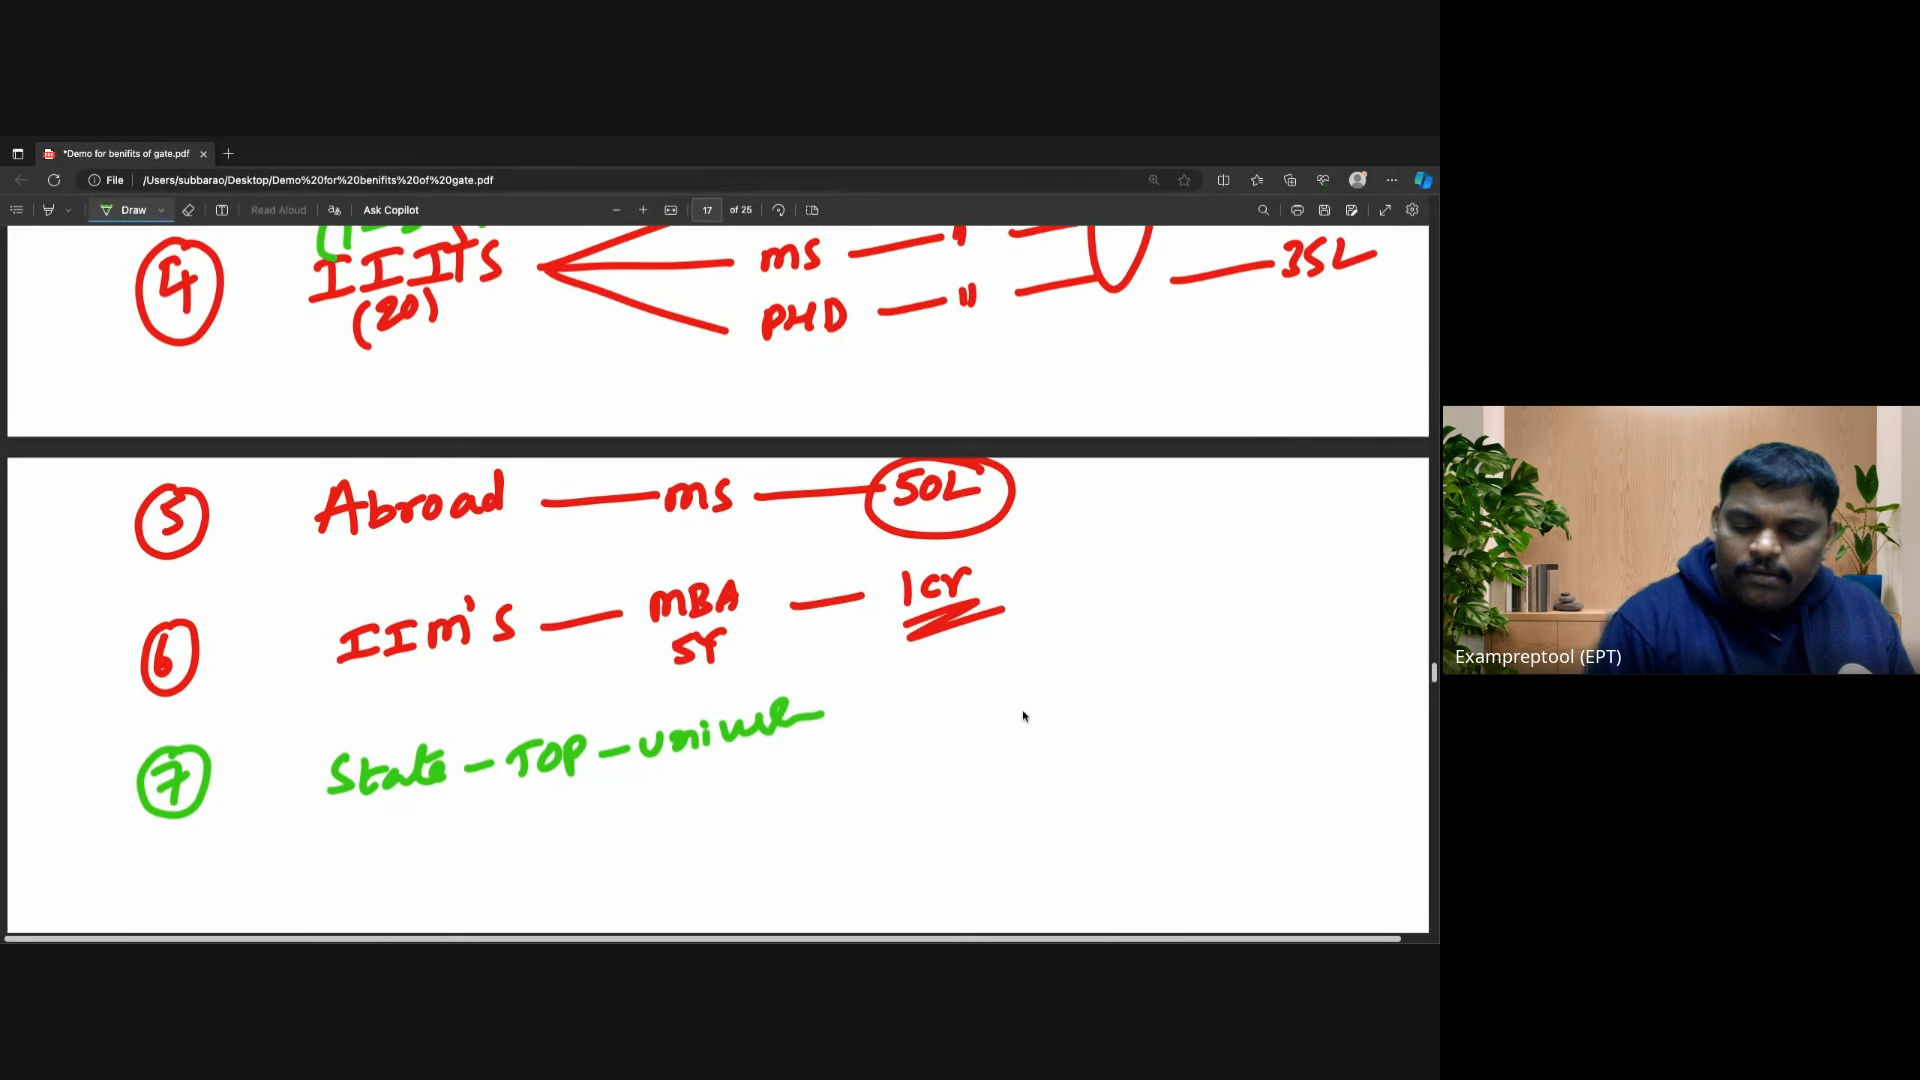 *Demo for benifits of gate.pdf
File /Users/subbarao/Desktop/Demo%20for%20benifits%20of%20gate.pdf
Draw Read Aloud Ask Copilot 17 of 25
4 IIITS ms " 35L
(20) PHD "
5 Abroad ms 50L
6 IIM's MBA 1cr
5Y
7 State - TOP -
Exampreptool (EPT)